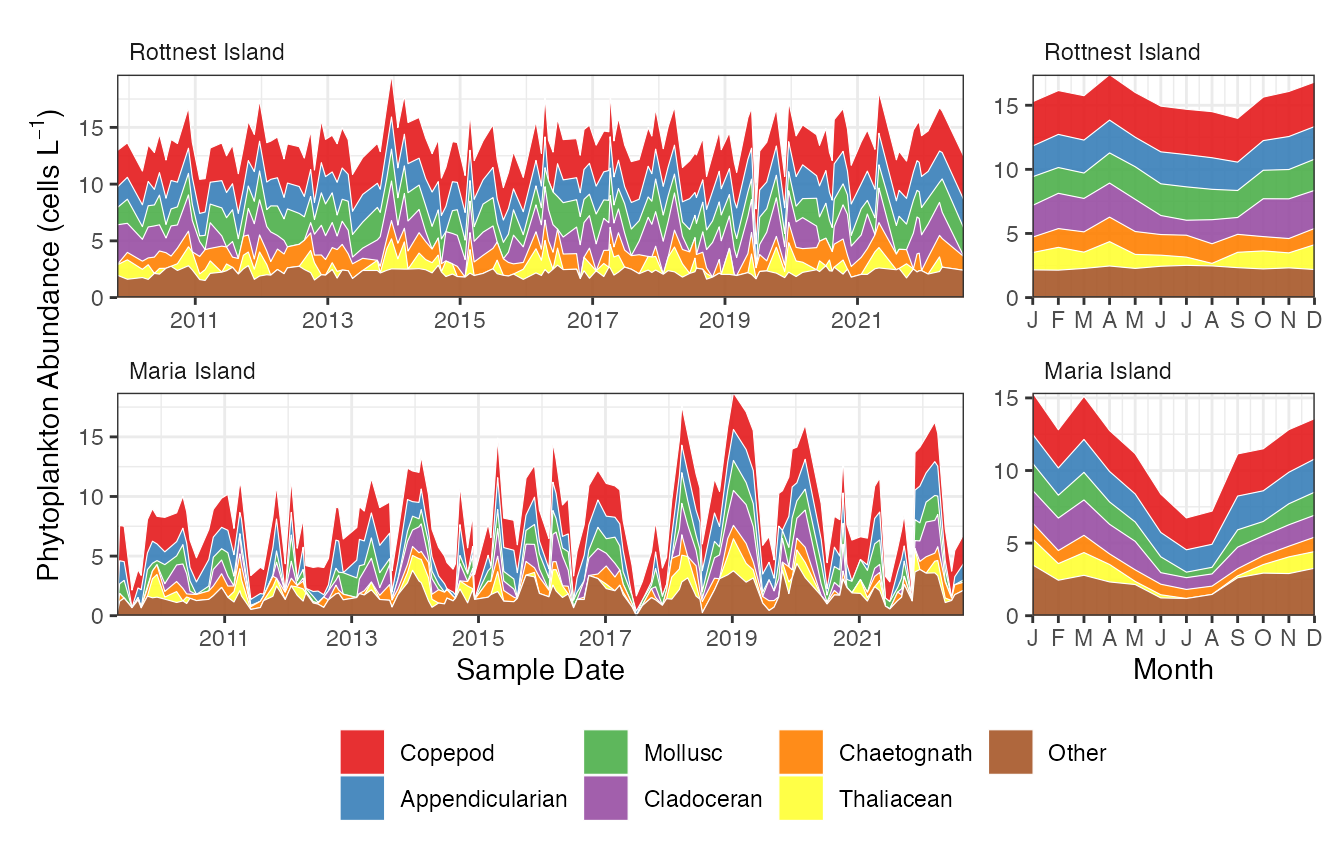 Rottnest Island
Rottnest Island
Phytoplankton Abundance (cells L⁻¹)
15
10
5
0
2011 2013 2015 2017 2019 2021
15
10
5
0
J F M A M J J A S O N D
Maria Island
Maria Island
15
10
5
0
2011 2013 2015 2017 2019 2021
15
10
5
0
J F M A M J J A S O N D
Sample Date
Month
Copepod Mollusc Chaetognath Other
Appendicularian Cladoceran Thaliacean